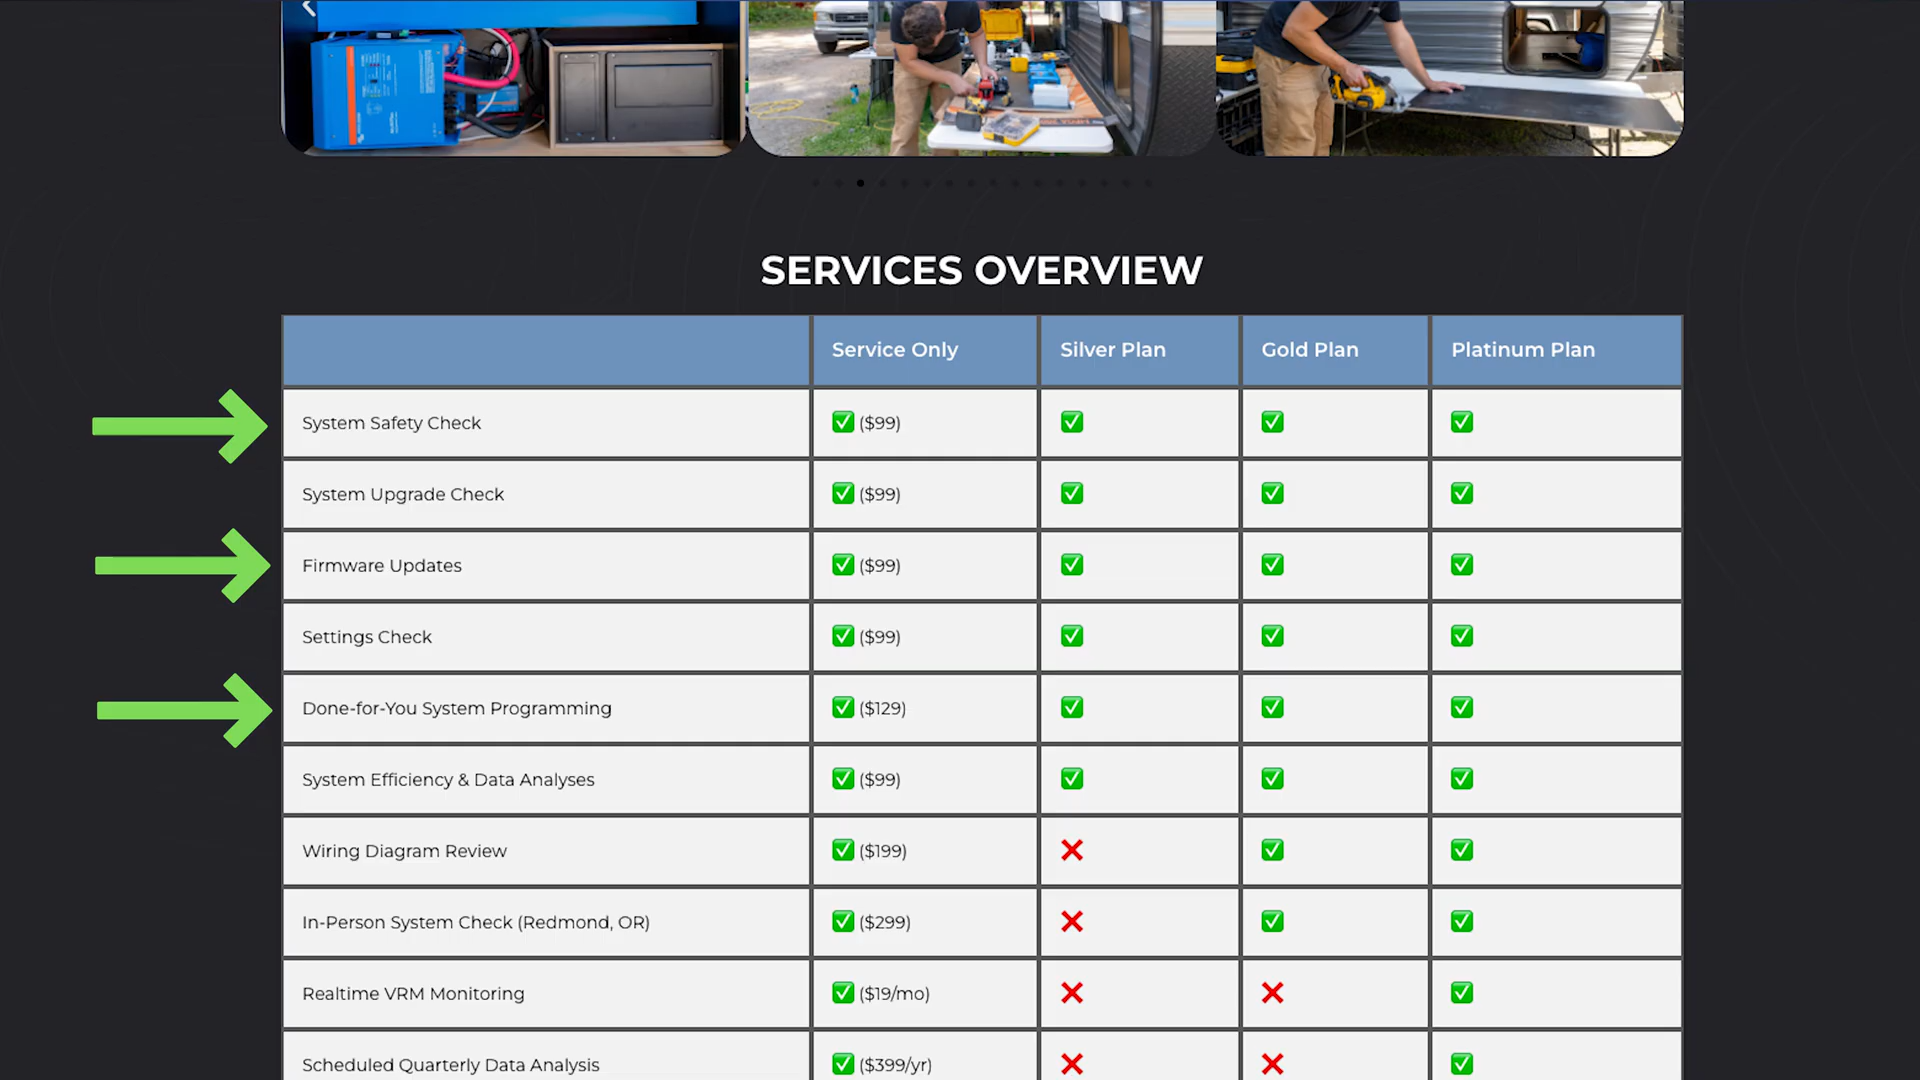 SERVICES OVERVIEW
Service Only Silver Plan Gold Plan Platinum Plan
System Safety Check ✅ ($99) ✅ ✅ ✅
System Upgrade Check ✅ ($99) ✅ ✅ ✅
Firmware Updates ✅ ($99) ✅ ✅ ✅
Settings Check ✅ ($99) ✅ ✅ ✅
Done-for-You System Programming ✅ ($129) ✅ ✅ ✅
System Efficiency & Data Analyses ✅ ($99) ✅ ✅ ✅
Wiring Diagram Review ✅ ($199) ❌ ✅ ✅
In-Person System Check (Redmond, OR) ✅ ($299) ❌ ✅ ✅
Realtime VRM Monitoring ✅ ($19/mo) ❌ ❌ ✅
Scheduled Quarterly Data Analysis ✅ ($399/yr) ❌ ❌ ✅